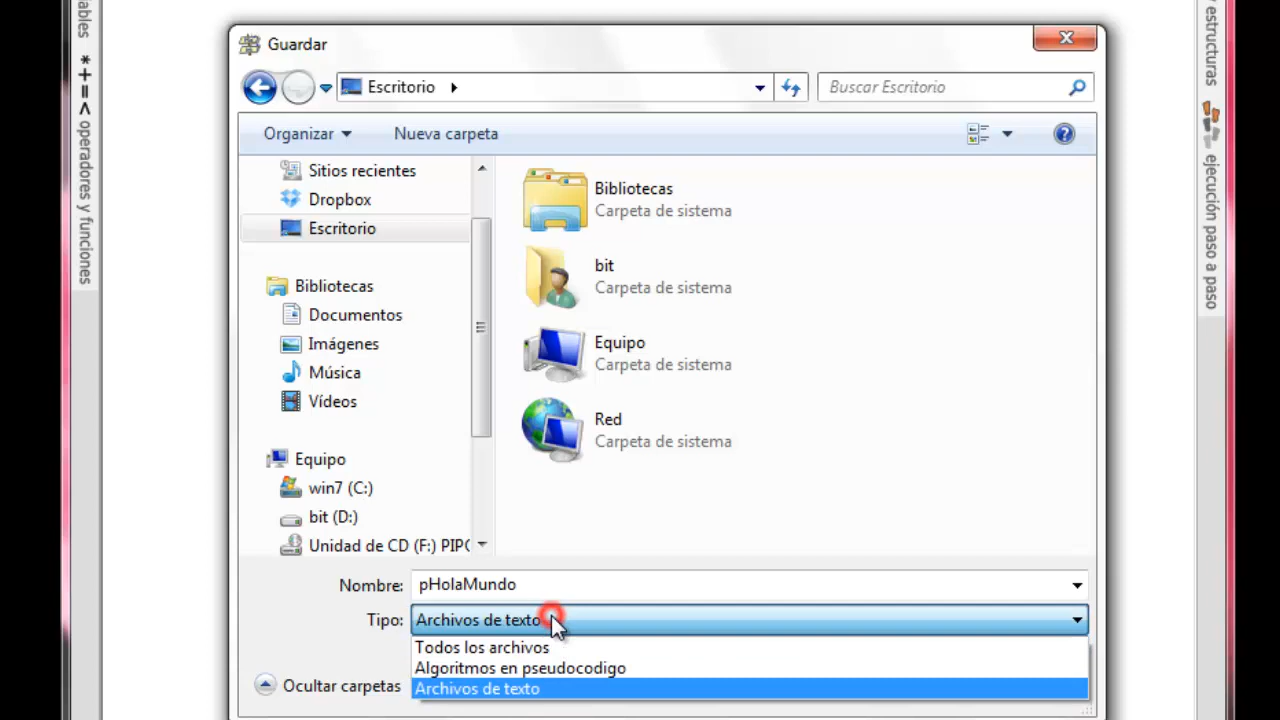 ables
*+=< operadores y funciones
Guardar
Escritorio
Buscar Escritorio
Organizar
Nueva carpeta
Sitios recientes
Dropbox
Escritorio
Bibliotecas
Documentos
Imágenes
Música
Vídeos
Equipo
win7 (C:)
bit (D:)
Unidad de CD (F:) PIPO
Bibliotecas
Carpeta de sistema
bit
Carpeta de sistema
Equipo
Carpeta de sistema
Red
Carpeta de sistema
Nombre: pHolaMundo
Tipo: Archivos de texto
Todos los archivos
Algoritmos en pseudocodigo
Archivos de texto
Ocultar carpetas
y estructuras
ejecución paso a paso